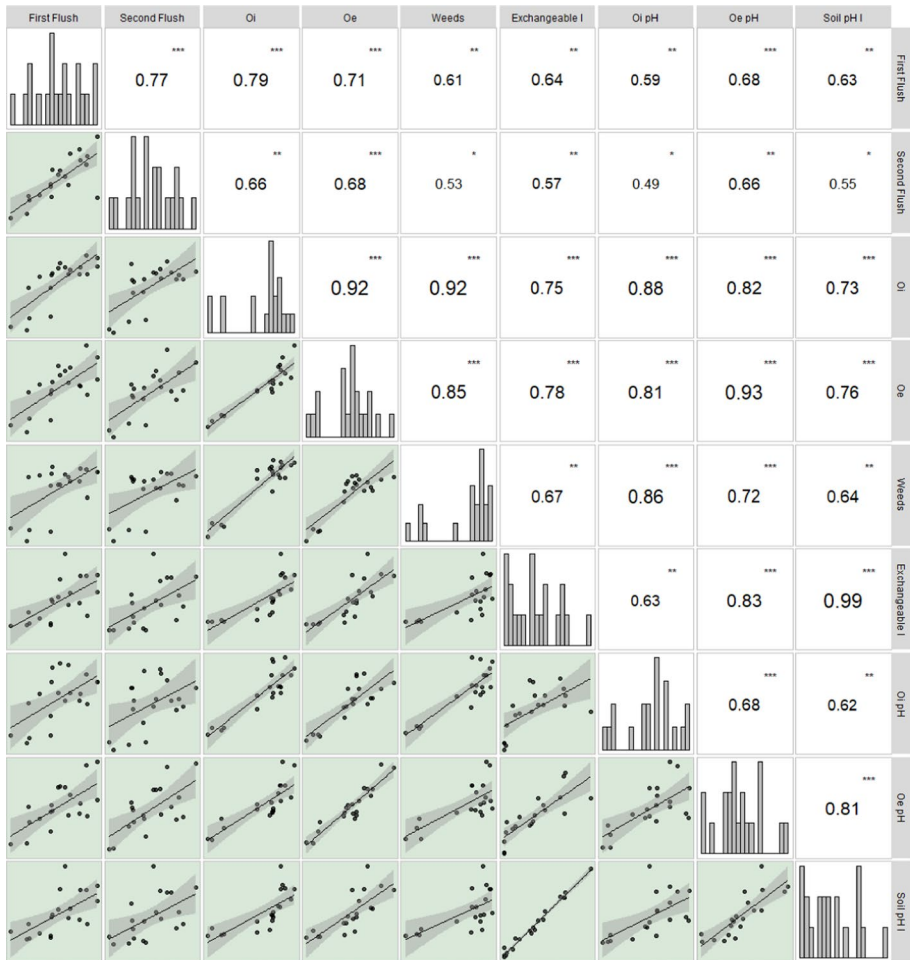 First Flush Second Flush Oi Oe Weeds Exchangeable I Oi pH Oe pH Soil pH I
*** *** *** ** ** ** *** **
0.77 0.79 0.71 0.61 0.64 0.59 0.68 0.63
First Flush
** *** * ** * ** *
0.66 0.68 0.53 0.57 0.49 0.66 0.55
Second Flush
*** *** *** *** *** ***
0.92 0.92 0.75 0.88 0.82 0.73
Oi
*** *** *** *** ***
0.85 0.78 0.81 0.93 0.76
Oe
** *** *** **
0.67 0.86 0.72 0.64
Weeds
** *** ***
0.63 0.83 0.99
Exchangeable I
*** **
0.68 0.62
Oi pH
***
0.81
Oe pH
Soil pH I